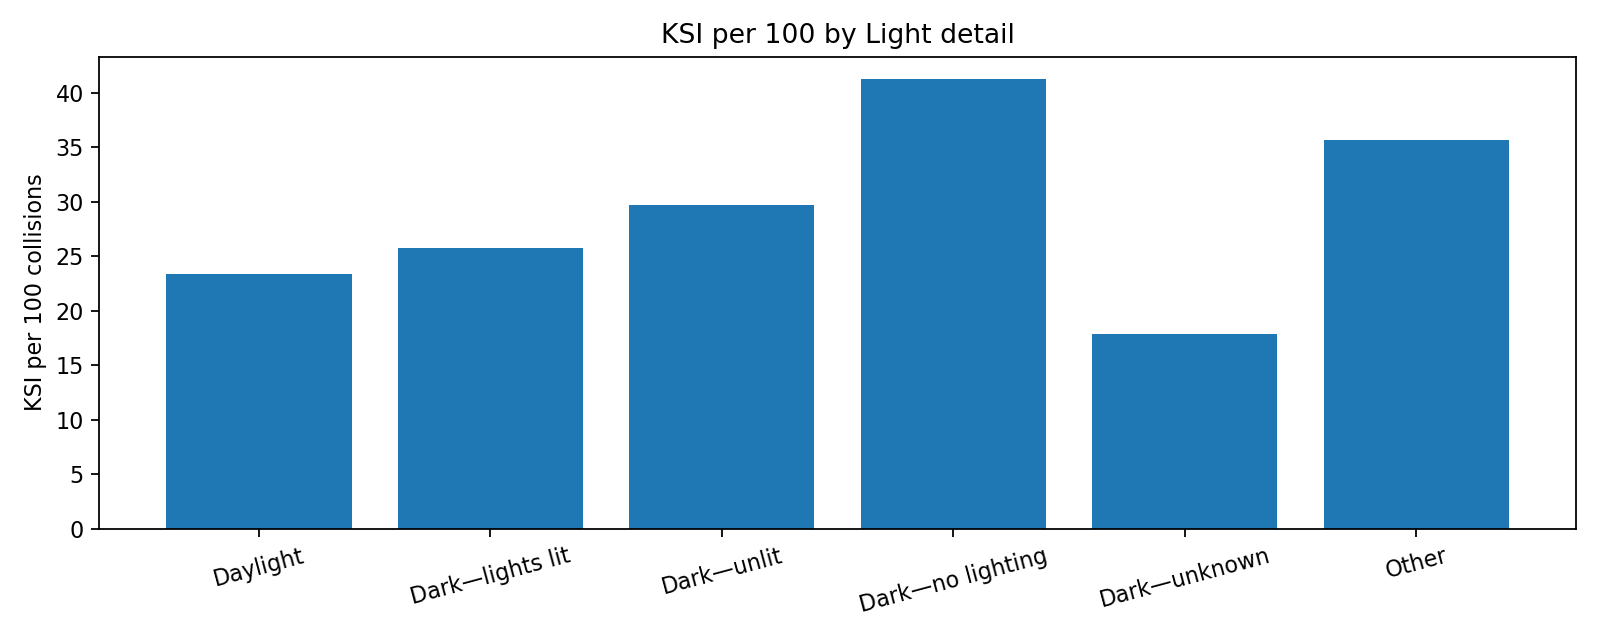 KSI per 100 by Light detail
KSI per 100 collisions
40
35
30
25
20
15
10
5
0
Daylight
Dark—lights lit
Dark—unlit
Dark—no lighting
Dark—unknown
Other